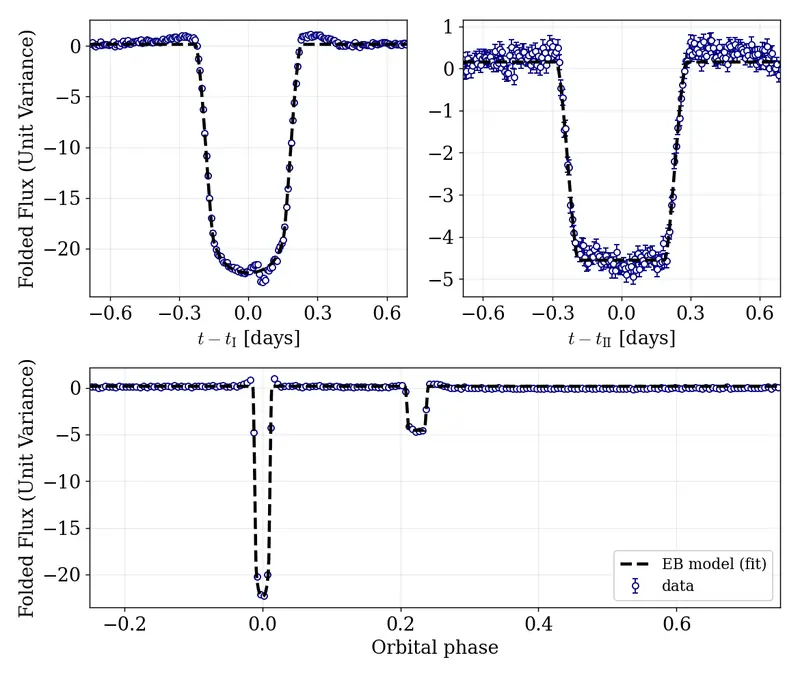 Folded Flux (Unit Variance)
0
−5
−10
−15
−20
−0.6 −0.3 0.0 0.3 0.6
t − tI [days]
1
0
−1
−2
−3
−4
−5
−0.6 −0.3 0.0 0.3 0.6
t − tII [days]
Folded Flux (Unit Variance)
0
−5
−10
−15
−20
EB model (fit)
data
−0.2 0.0 0.2 0.4 0.6
Orbital phase